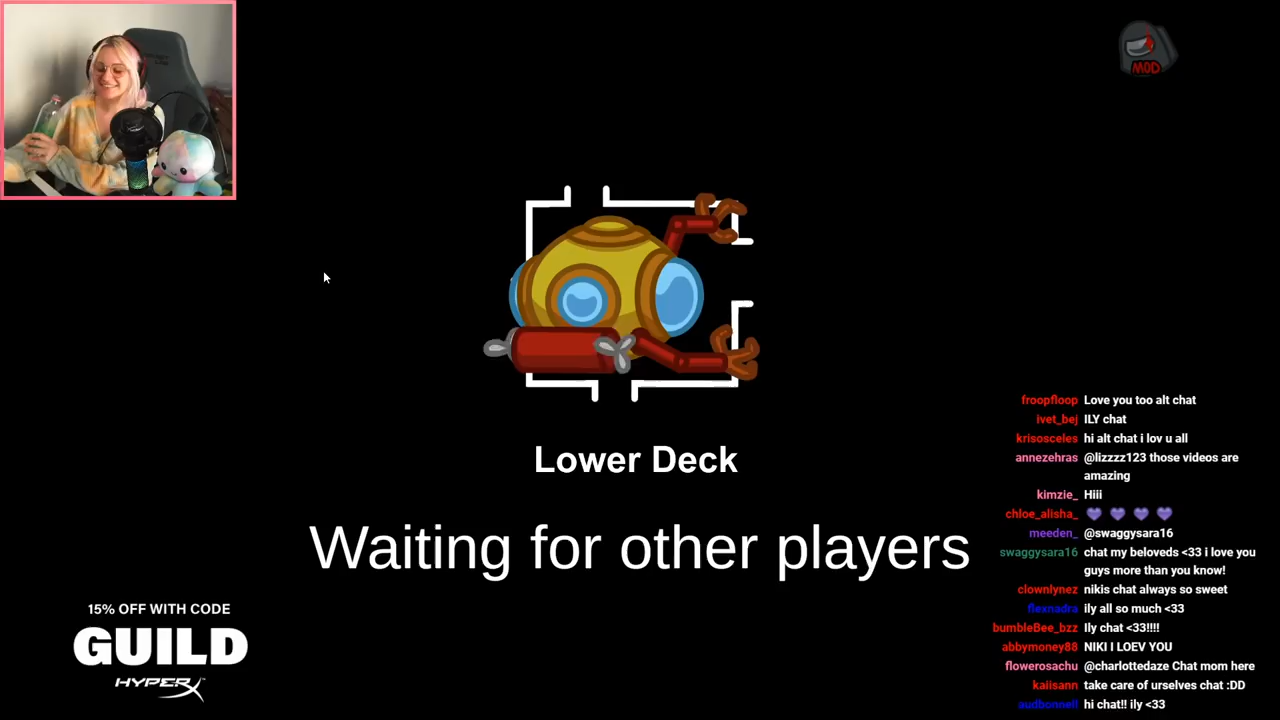 MOD
Lower Deck
Waiting for other players
15% OFF WITH CODE
GUILD
HYPERX
froopfloop Love you too alt chat
ivet_bej ILY chat
krisosceles hi alt chat i lov u all
annezehras @lizzzz123 those videos are
amazing
kimzie_ Hiii
chloe_alisha_ 💜 💜 💜 💜
meeden_ @swaggysara16
swaggysara16 chat my beloveds <33 i love you
guys more than you know!
clownlynez nikis chat always so sweet
flexnadra ily all so much <33
bumbleBee_bzz Ily chat <33!!!!
abbymoney88 NIKI I LOEV YOU
flowerosachu @charlottedaze Chat mom here
kaiisann take care of urselves chat :DD
audbonnell hi chat!! ily <33